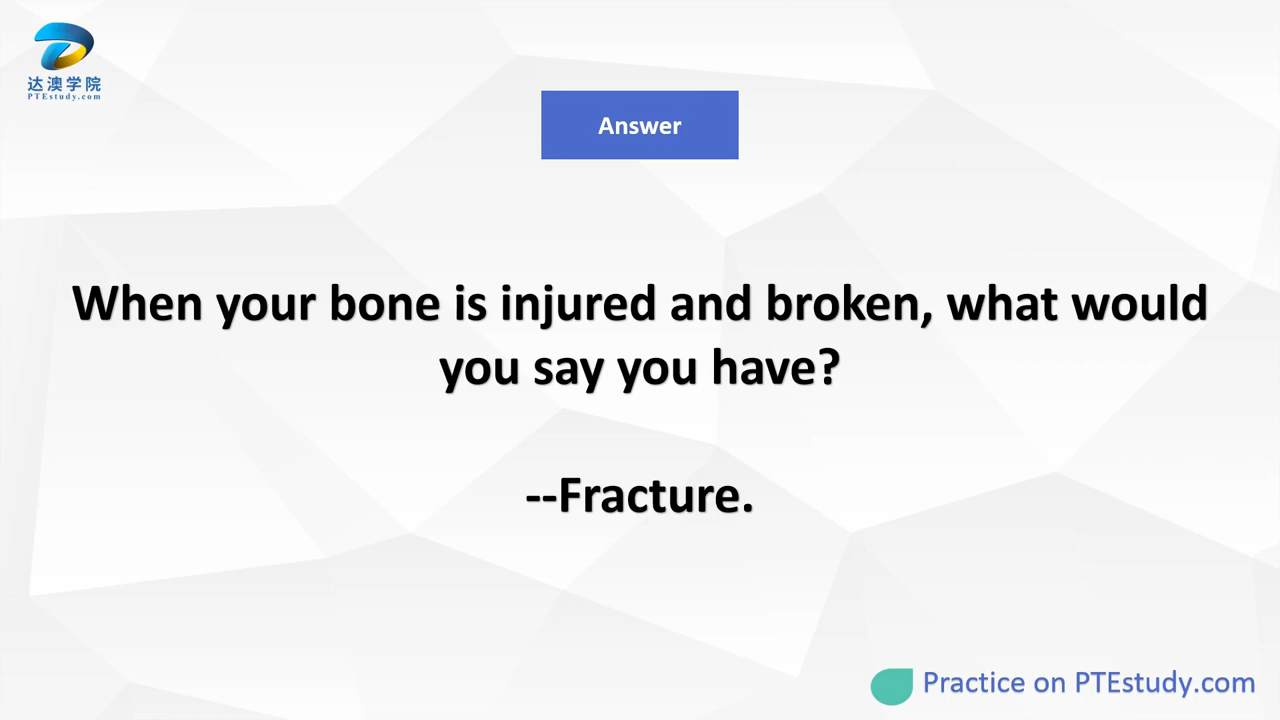 达澳学院
PTEstudy.com
Answer
When your bone is injured and broken, what would
you say you have?
--Fracture.
Practice on PTEstudy.com